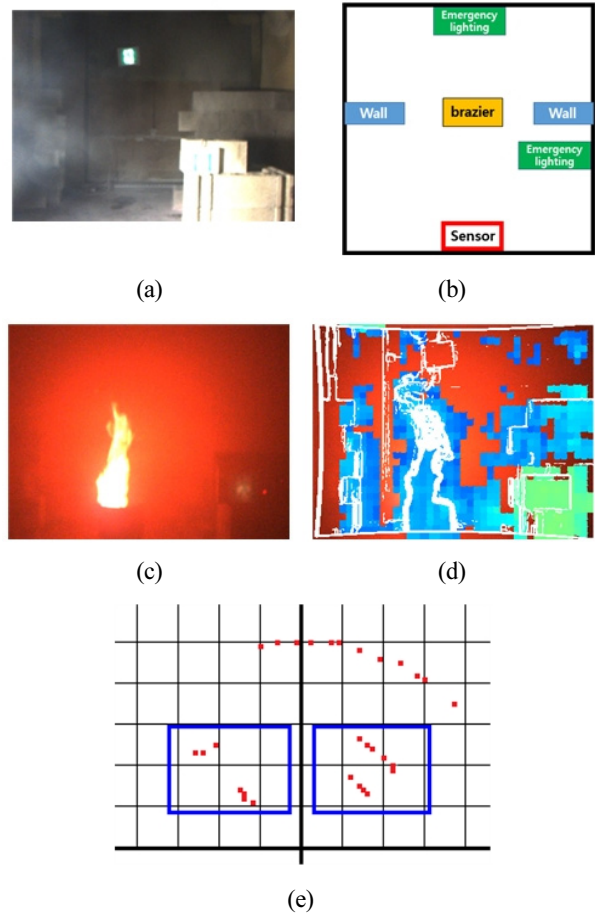 Emergency
lighting
Wall
brazier
Wall
Emergency
lighting
Sensor
(a)
(b)
(c)
(d)
(e)